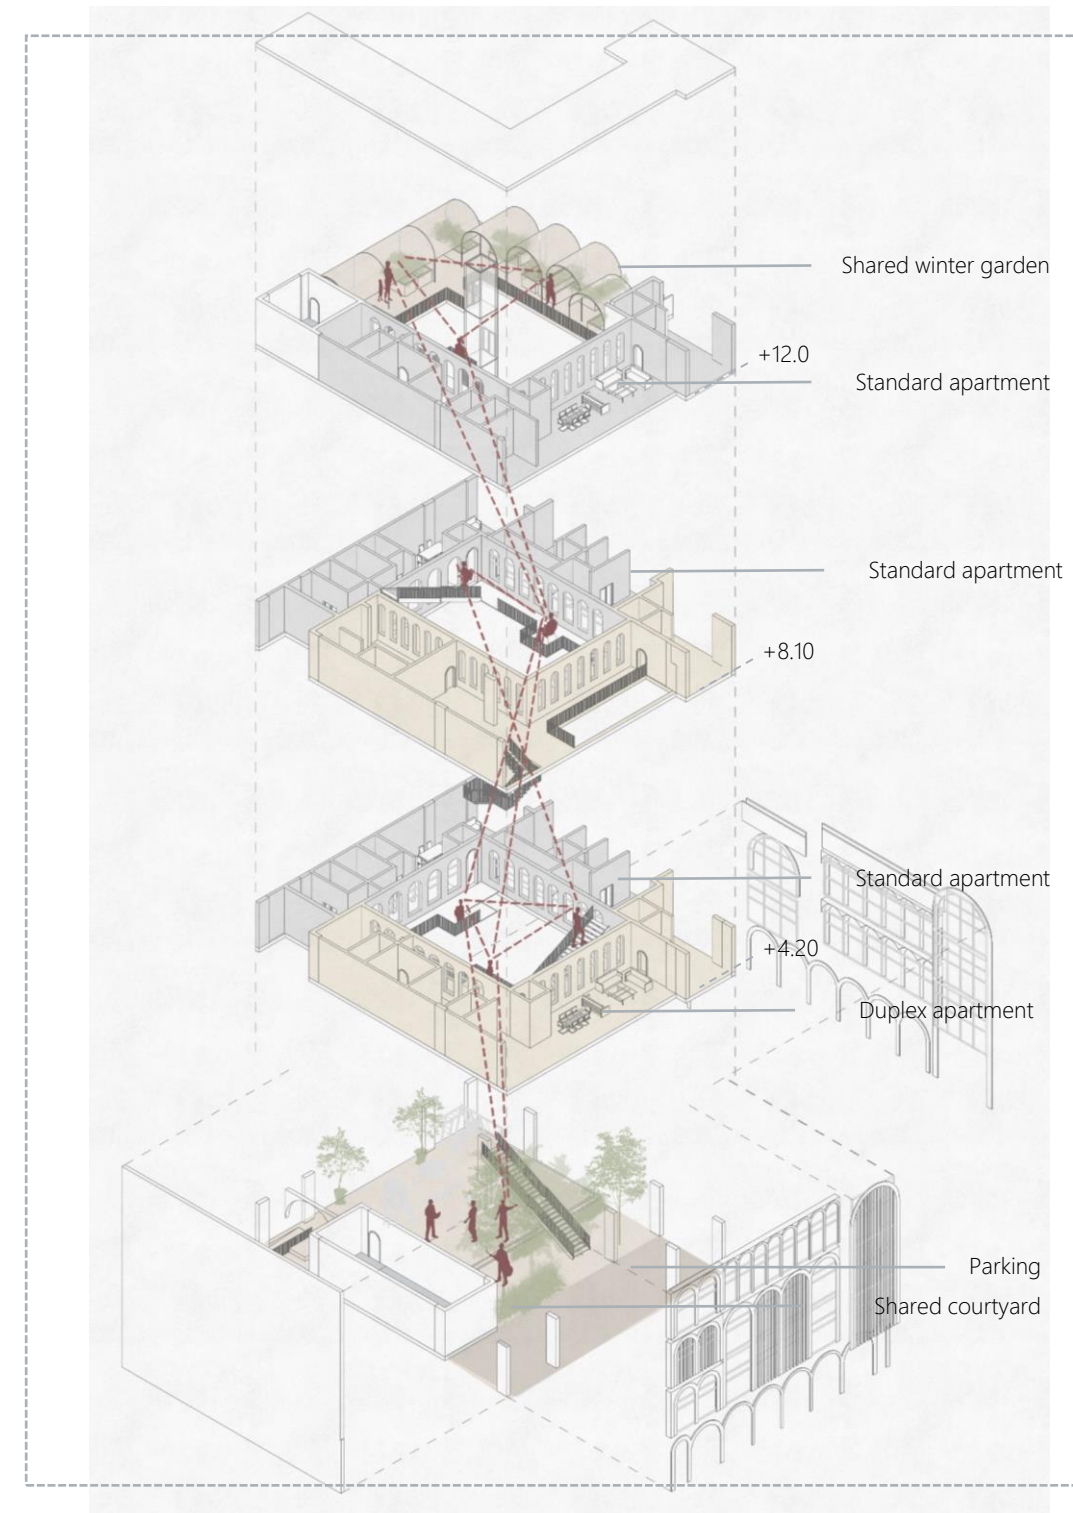 Shared winter garden
+12.0
Standard apartment
Standard apartment
+8.10
Standard apartment
+4.20
Duplex apartment
Parking
Shared courtyard